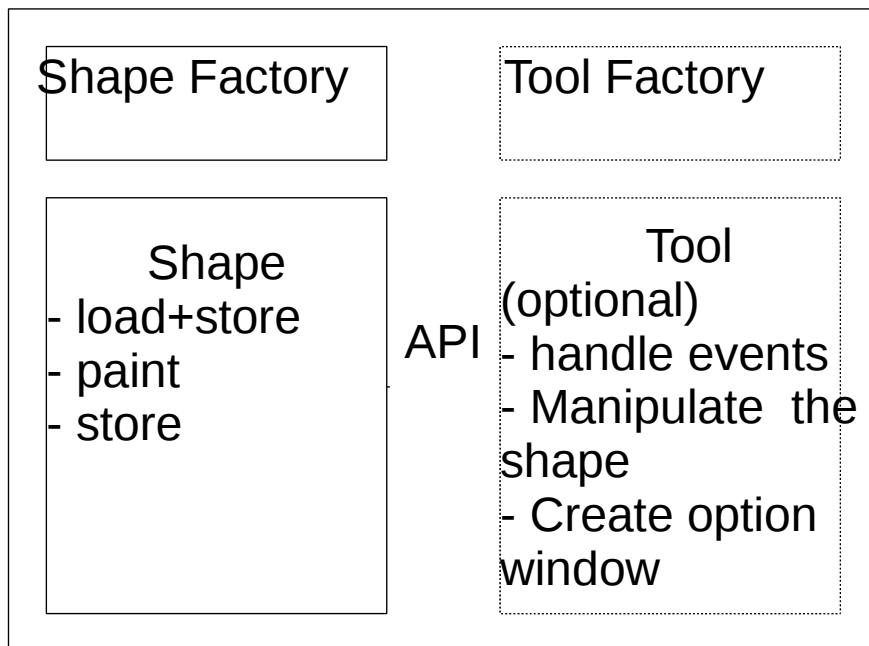 Shape Factory
Tool Factory
Shape
- load+store
- paint
- store
API
Tool
(optional)
- handle events
- Manipulate  the
shape
- Create option
window